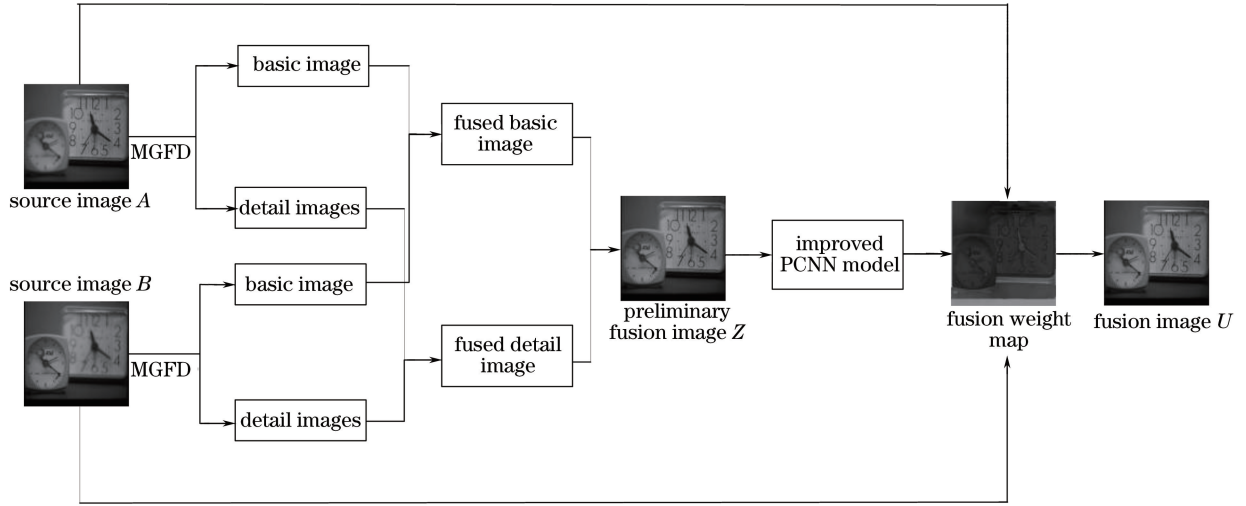 basic image
MGFD
source image A
detail images
source image B
basic image
MGFD
detail images
fused basic
image
fused detail
image
preliminary
fusion image Z
improved
PCNN model
fusion weight
map
fusion image U